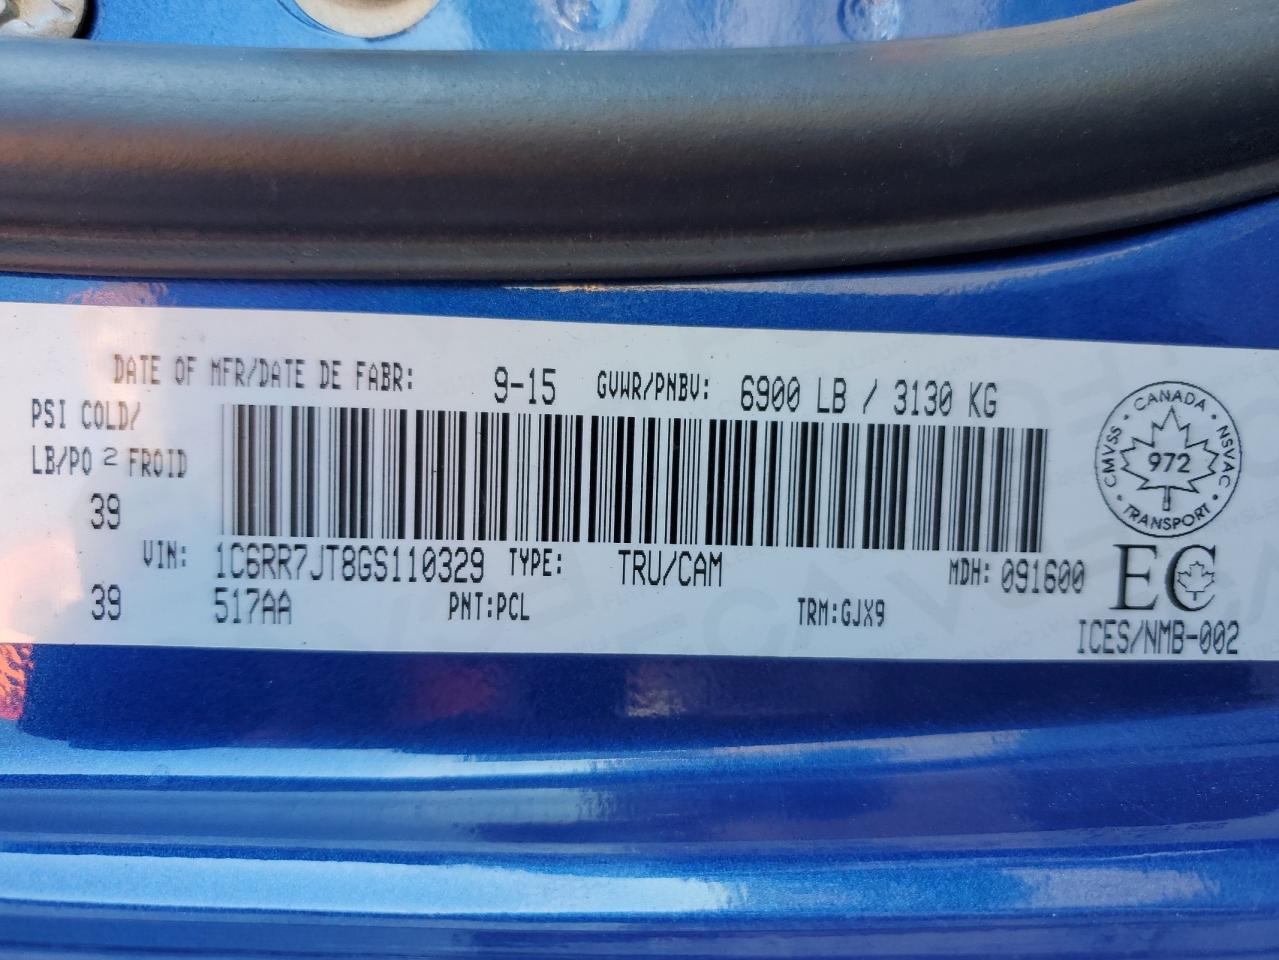 DATE OF MFR/DATE DE FABR: 9-15 GVWR/PNBV: 6900 LB / 3130 KG
PSI COLD/
LB/PO 2 FROID
39
VIN: 1C6RR7JT8GS110329 TYPE: TRU/CAM MDH: 091600
39 517AA PNT:PCL TRM:GJX9
CANADA
CMVSS
NSVAC
972
TRANSPORT
EC
ICES/NMB-002